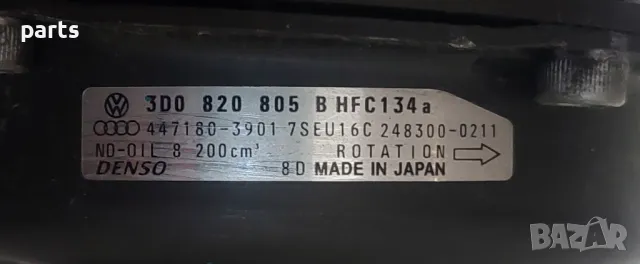 parts
3D0 820 805 B HFC134a
447180-3901 7SEU16C 248300-0211
ND-OIL 8 200cm³ ROTATION
DENSO 8D MADE IN JAPAN
BAZAR